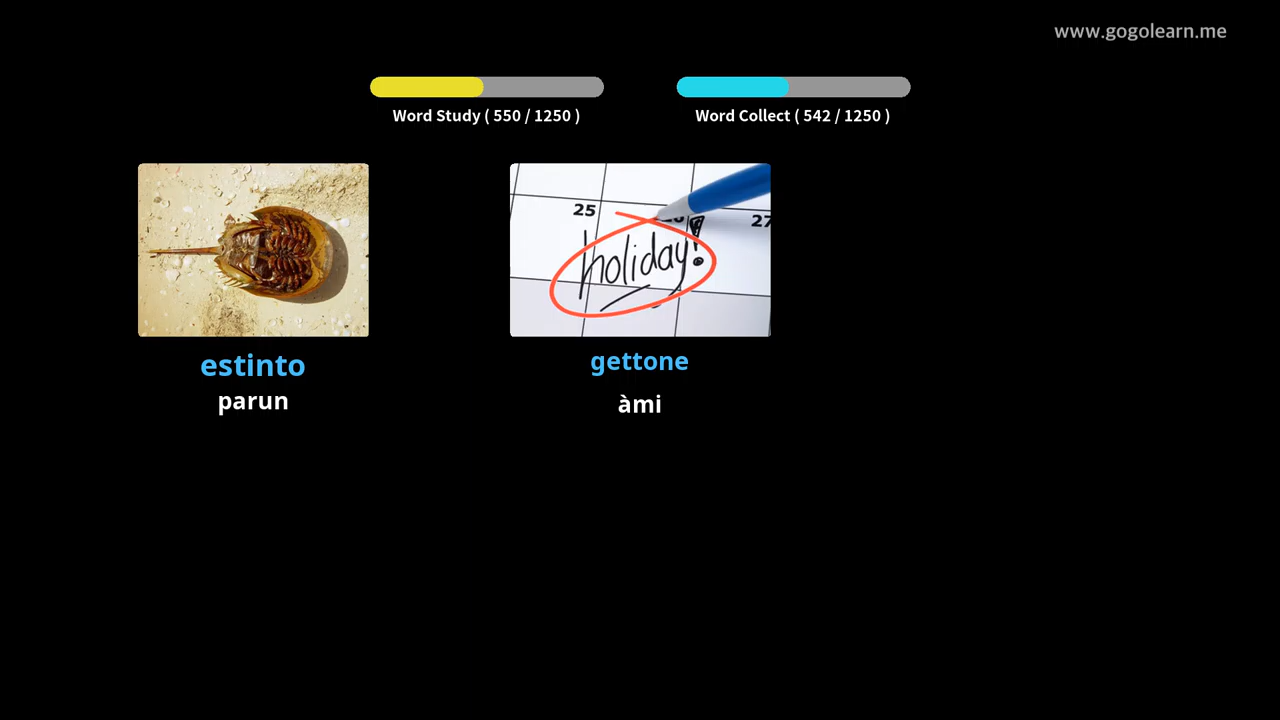 www.gogolearn.me
Word Study ( 550 / 1250 )
Word Collect ( 542 / 1250 )
25
27
holiday!
estinto
parun
gettone
àmi